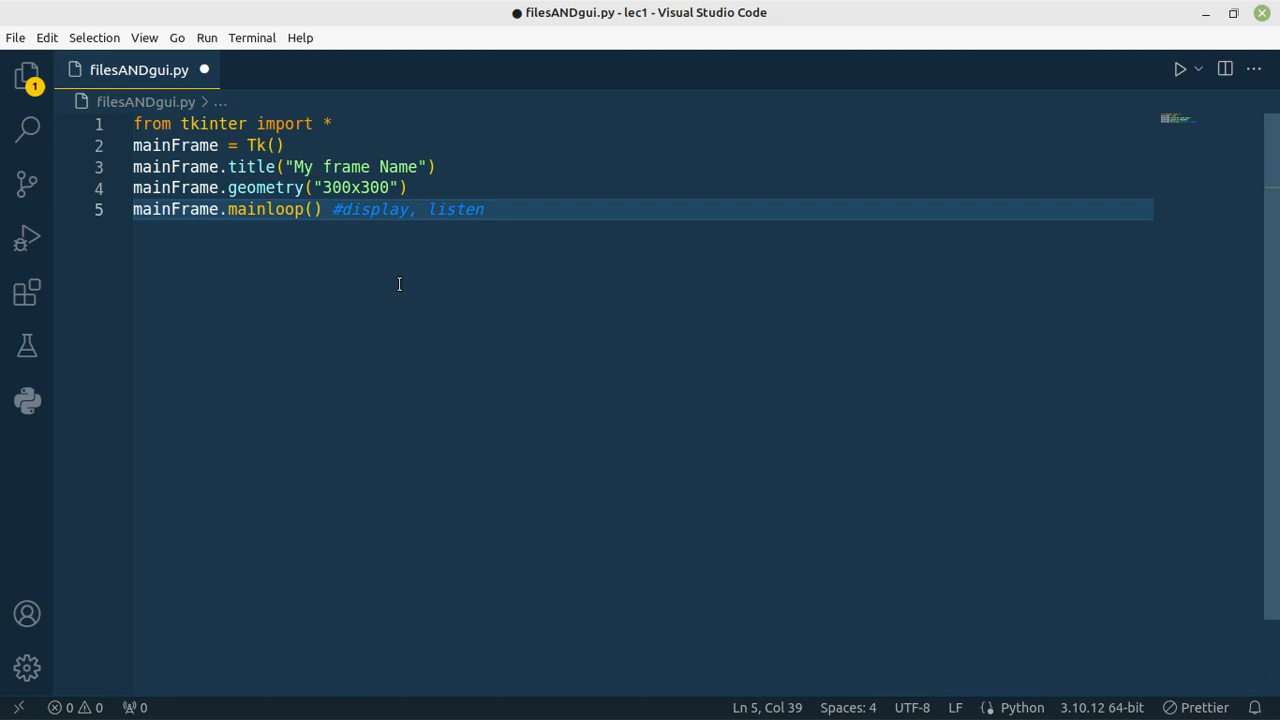 ● filesANDgui.py - lec1 - Visual Studio Code
File Edit Selection View Go Run Terminal Help
filesANDgui.py ●
1
filesANDgui.py > ...
1 from tkinter import *
2 mainFrame = Tk()
3 mainFrame.title("My frame Name")
4 mainFrame.geometry("300x300")
5 mainFrame.mainloop() #display, listen
0 0 0 Ln 5, Col 39 Spaces: 4 UTF-8 LF Python 3.10.12 64-bit Prettier